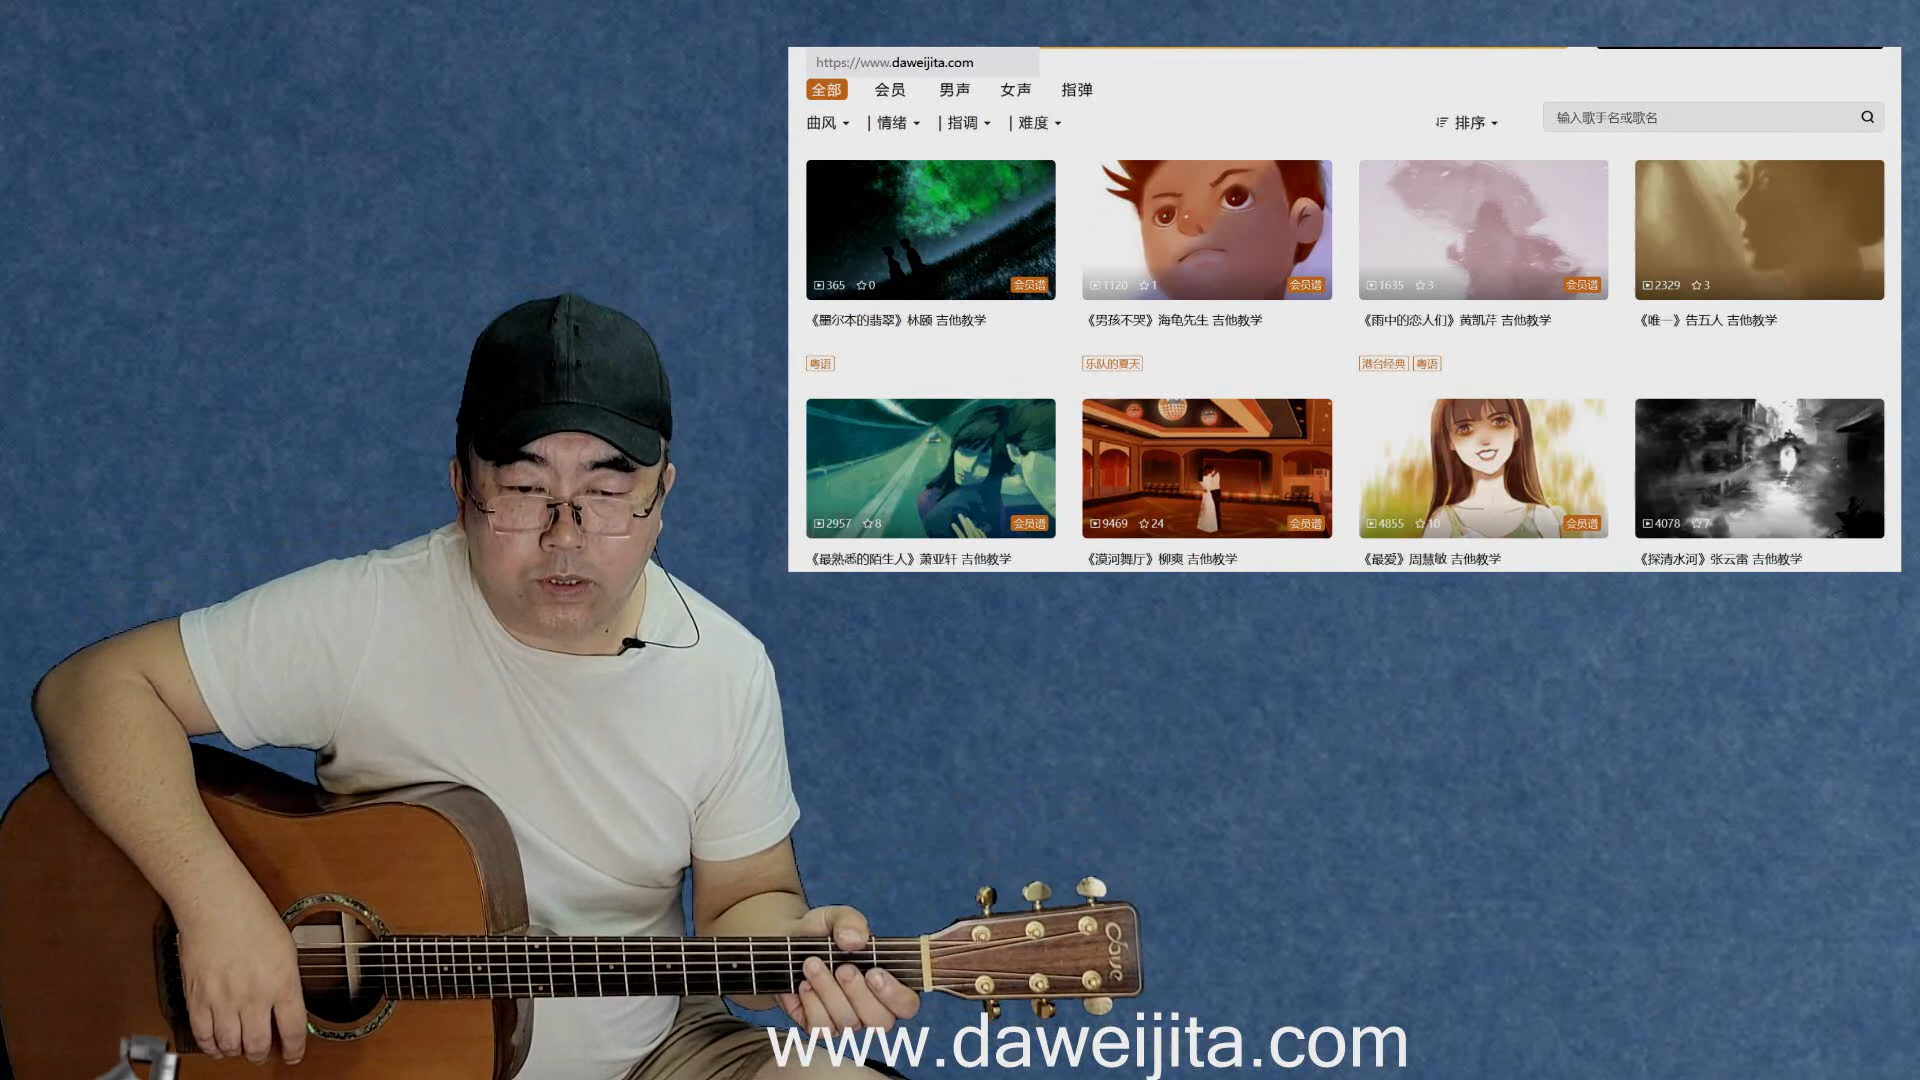 https://www.daweijita.com
全部 会员 男声 女声 指弹
曲风 | 情绪 | 指调 | 难度 排序 输入歌手名或歌名
365 0 会员谱 1120 1 会员谱 1635 3 会员谱 2329 3
《墨尔本的翡翠》林颐 吉他教学 《男孩不哭》海龟先生 吉他教学 《雨中的恋人们》黄凯芹 吉他教学 《唯一》告五人 吉他教学
粤语 乐队的夏天 港台经典 粤语
2957 8 会员谱 9469 24 会员谱 4855 10 会员谱 4078 7
《最熟悉的陌生人》萧亚轩 吉他教学 《漠河舞厅》柳爽 吉他教学 《最爱》周慧敏 吉他教学 《探清水河》张云雷 吉他教学
www.daweijita.com